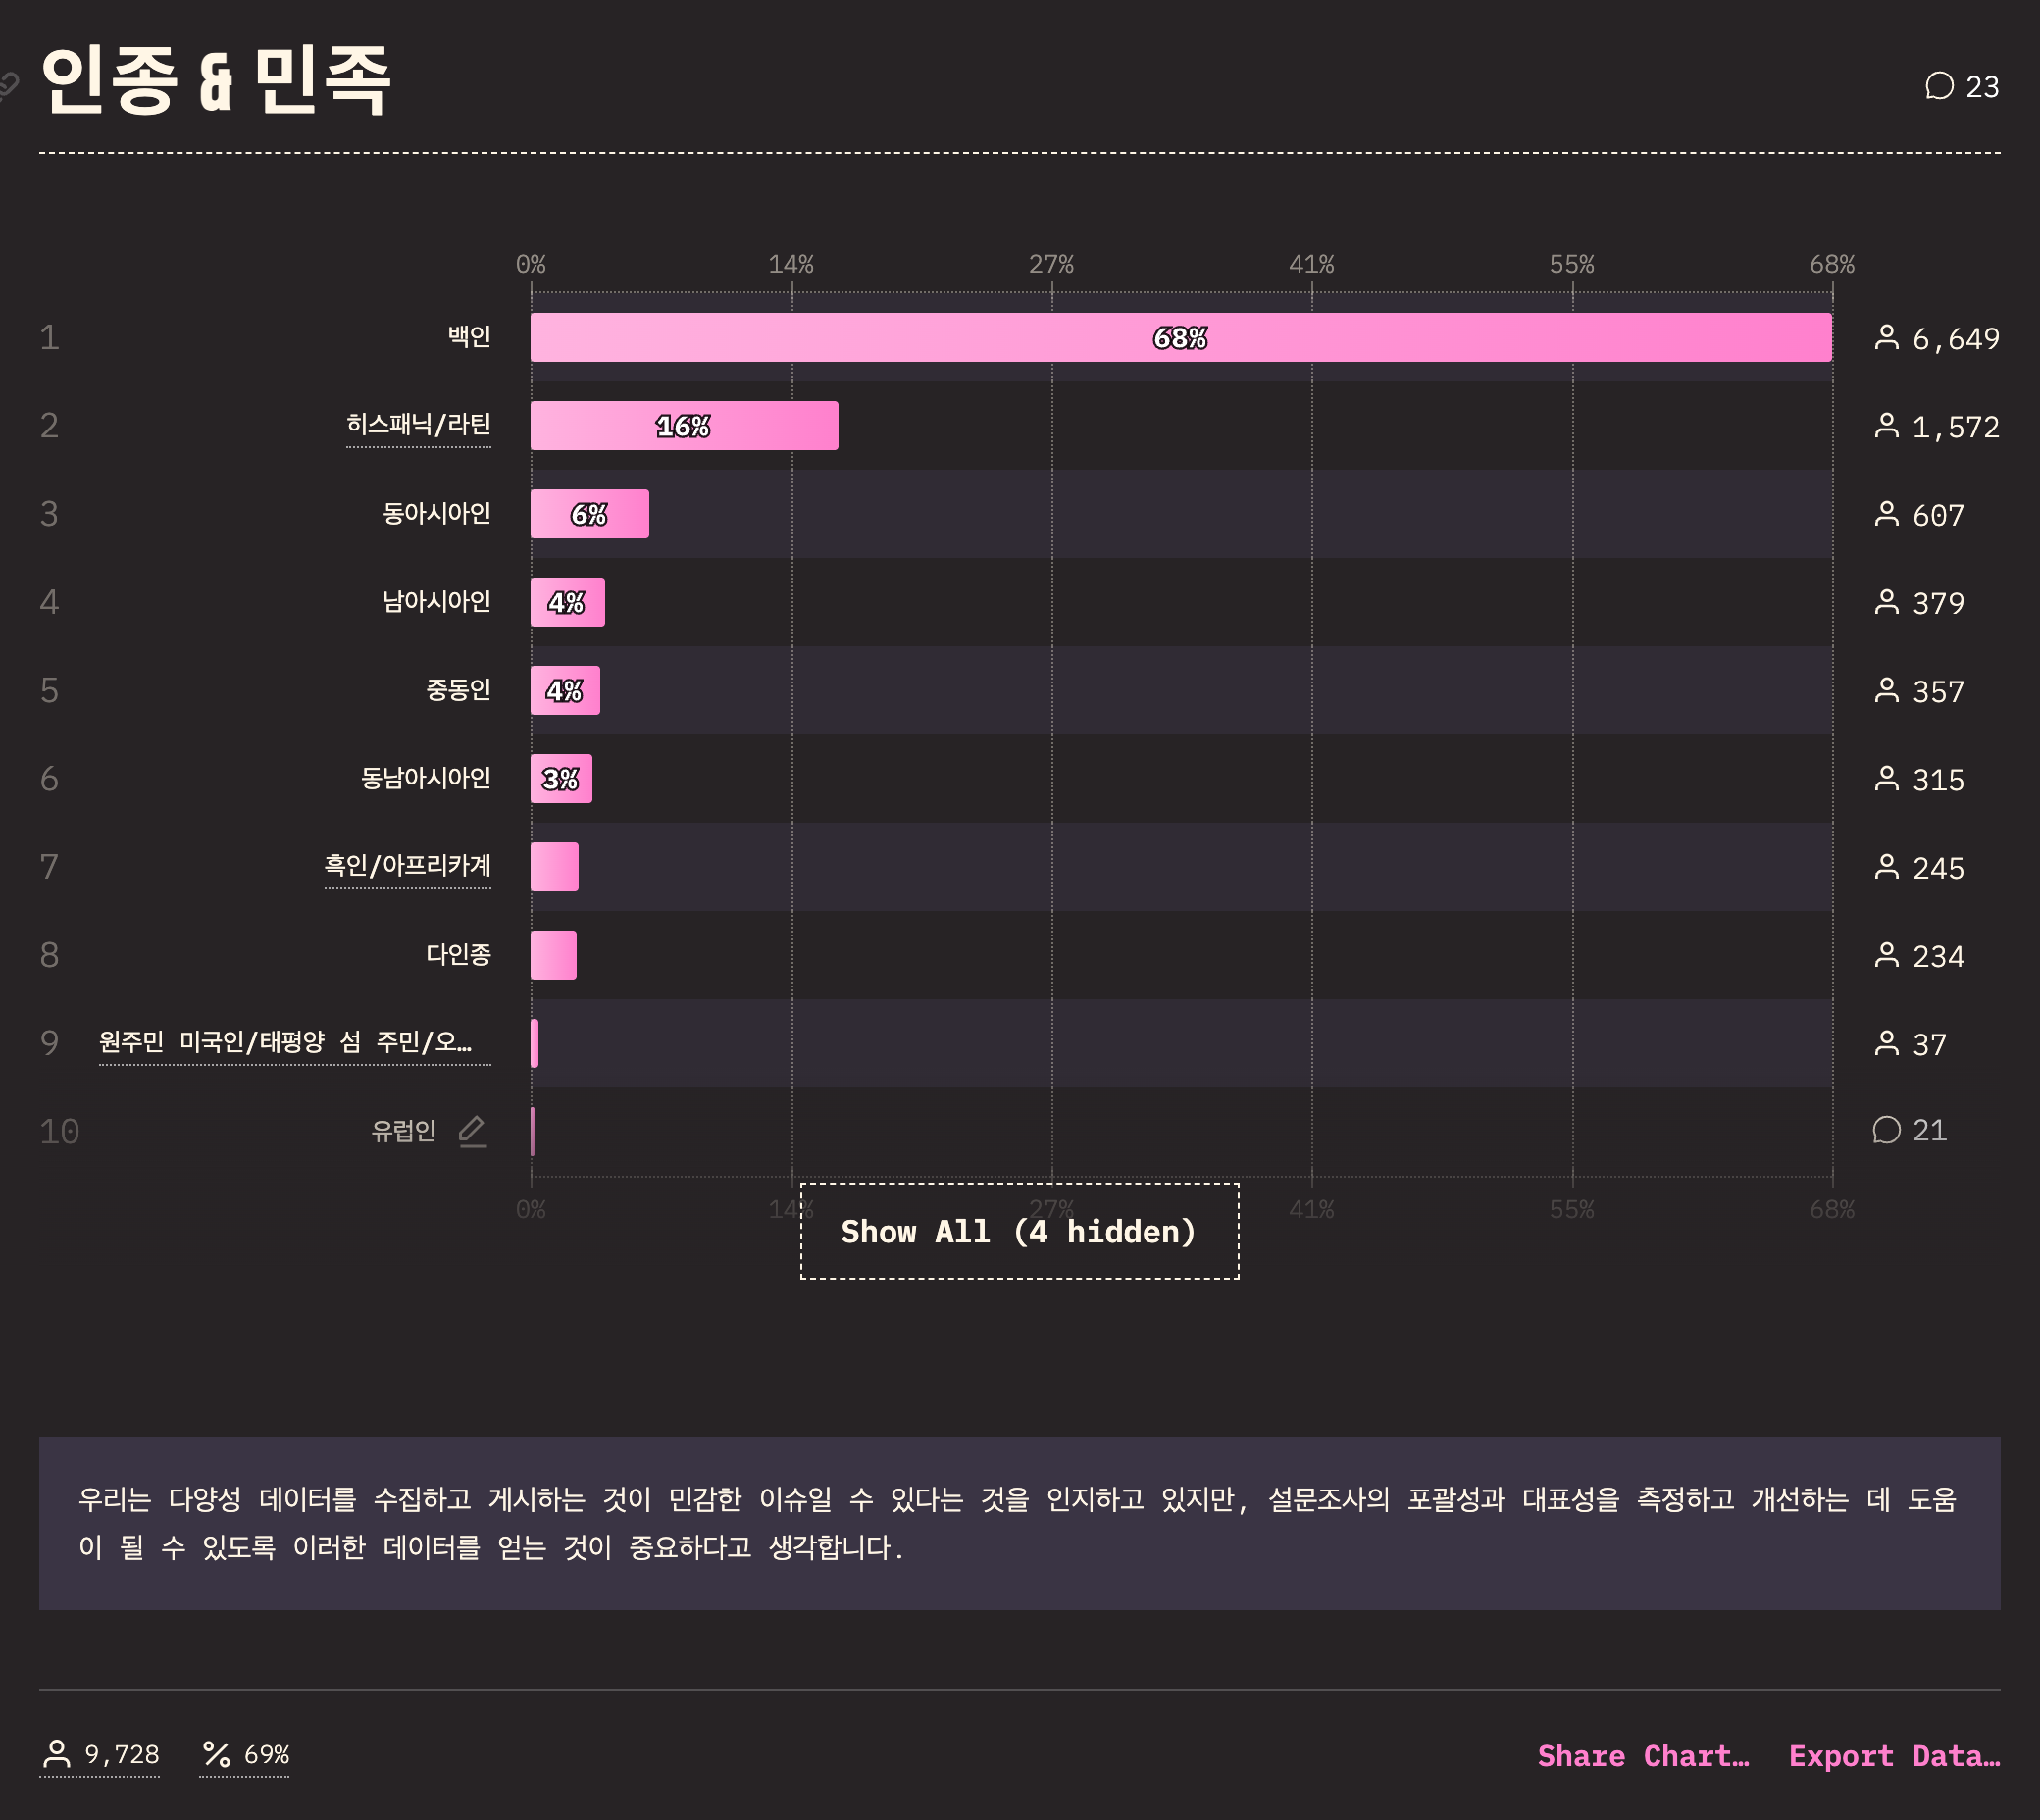 인종 & 민족
23
0% 14% 27% 41% 55% 68%
1 백인 68% 6,649
2 히스패닉/라틴 16% 1,572
3 동아시아인 6% 607
4 남아시아인 4% 379
5 중동인 4% 357
6 동남아시아인 3% 315
7 흑인/아프리카계 245
8 다인종 234
9 원주민 미국인/태평양 섬 주민/오… 37
10 유럽인 21
0% 14% 27% 41% 55% 68%
Show All (4 hidden)
우리는 다양성 데이터를 수집하고 게시하는 것이 민감한 이슈일 수 있다는 것을 인지하고 있지만, 설문조사의 포괄성과 대표성을 측정하고 개선하는 데 도움
이 될 수 있도록 이러한 데이터를 얻는 것이 중요하다고 생각합니다.
9,728 % 69% Share Chart… Export Data…